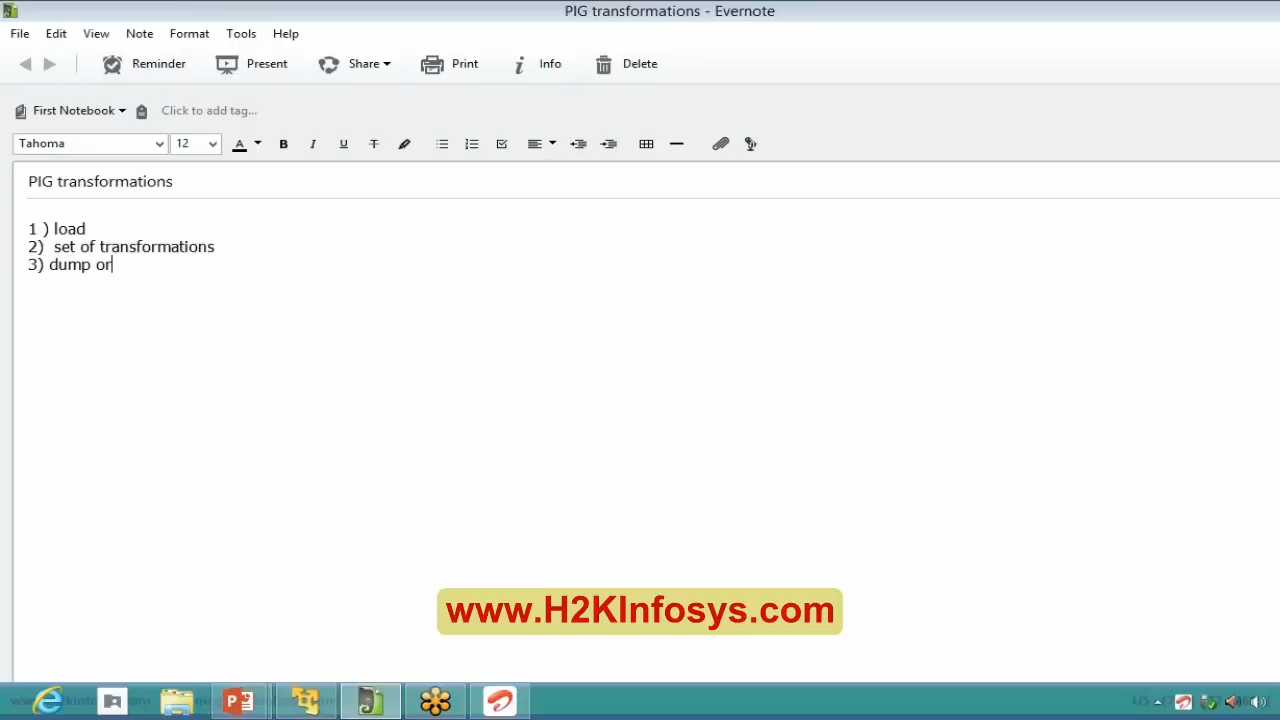 PIG transformations - Evernote
File Edit View Note Format Tools Help
Reminder Present Share Print Info Delete
First Notebook Click to add tag...
Tahoma 12 A B I U T
PIG transformations
1 ) load
2)  set of transformations
3) dump or
www.H2KInfosys.com